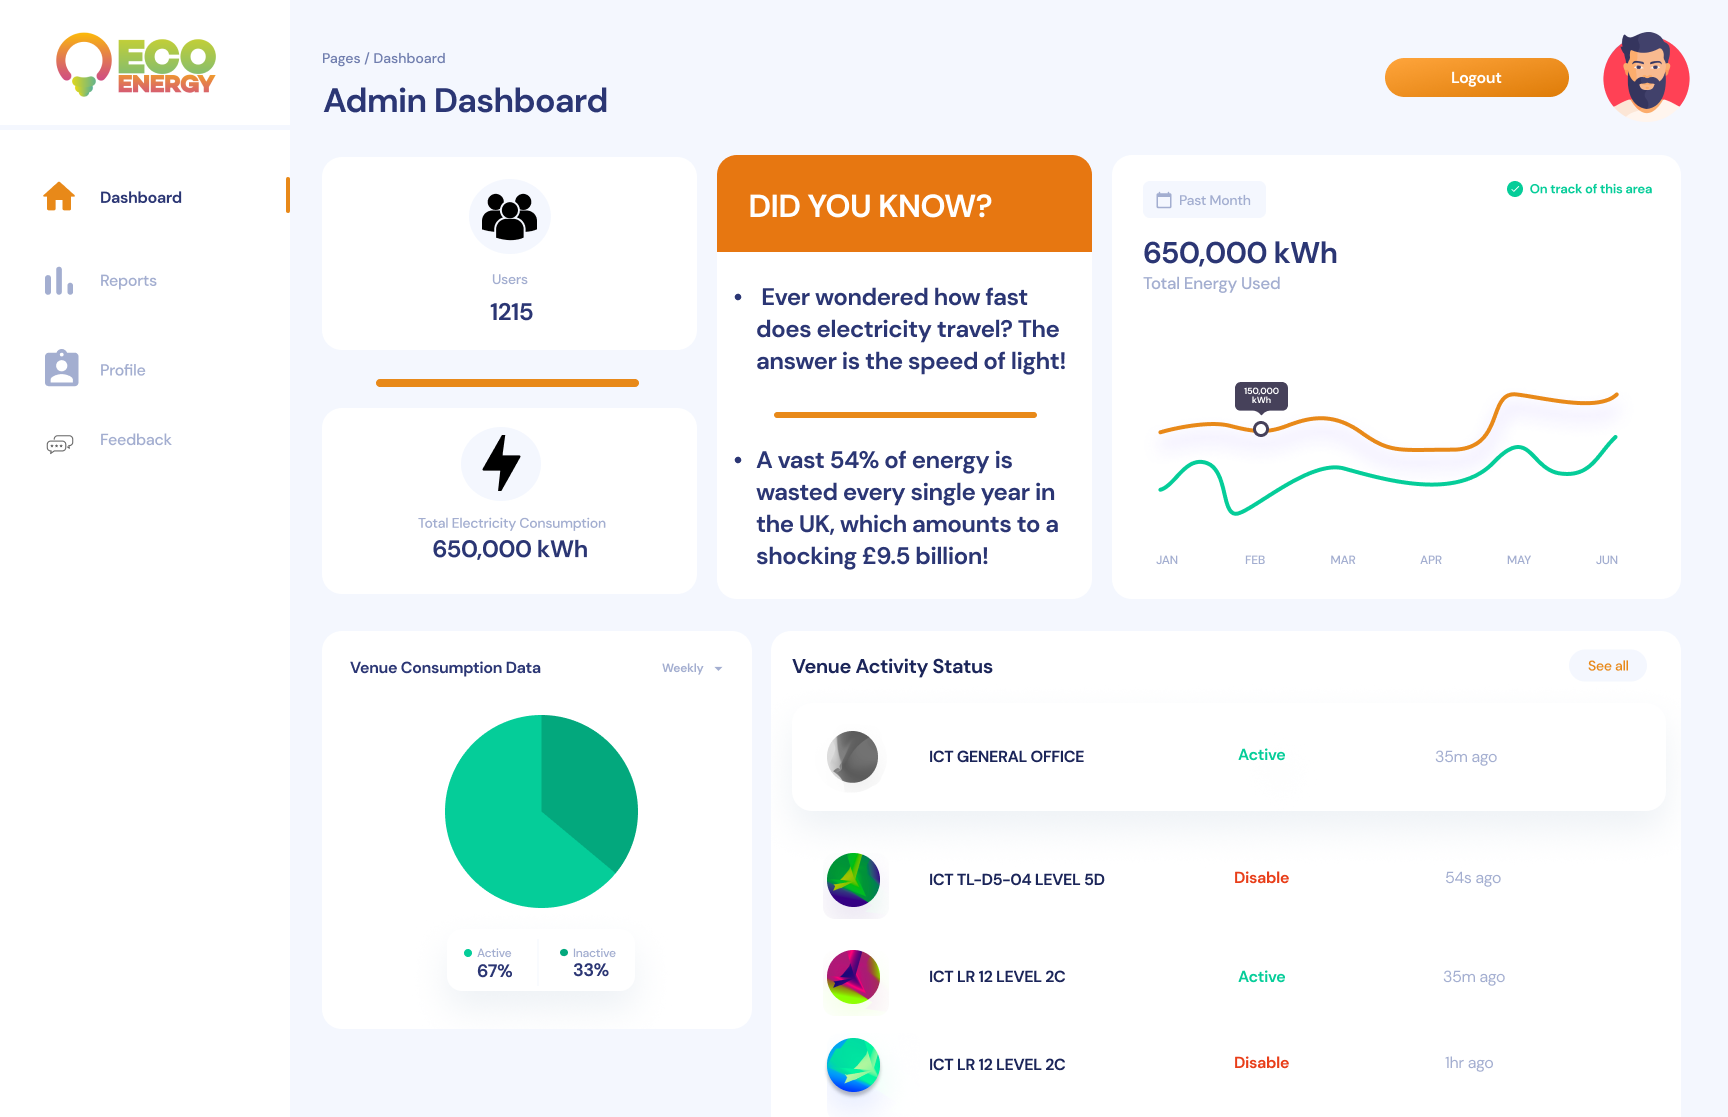 ECO
ENERGY
Pages / Dashboard
Admin Dashboard
Logout
Dashboard
Reports
Profile
Feedback
Users
1215
Total Electricity Consumption
650,000 kWh
DID YOU KNOW?
• Ever wondered how fast
does electricity travel? The
answer is the speed of light!
• A vast 54% of energy is
wasted every single year in
the UK, which amounts to a
shocking £9.5 billion!
Past Month
On track of this area
650,000 kWh
Total Energy Used
150,000
kWh
JAN FEB MAR APR MAY JUN
Venue Consumption Data
Weekly
Active
67%
Inactive
33%
Venue Activity Status
See all
ICT GENERAL OFFICE Active 35m ago
ICT TL-D5-04 LEVEL 5D Disable 54s ago
ICT LR 12 LEVEL 2C Active 35m ago
ICT LR 12 LEVEL 2C Disable 1hr ago